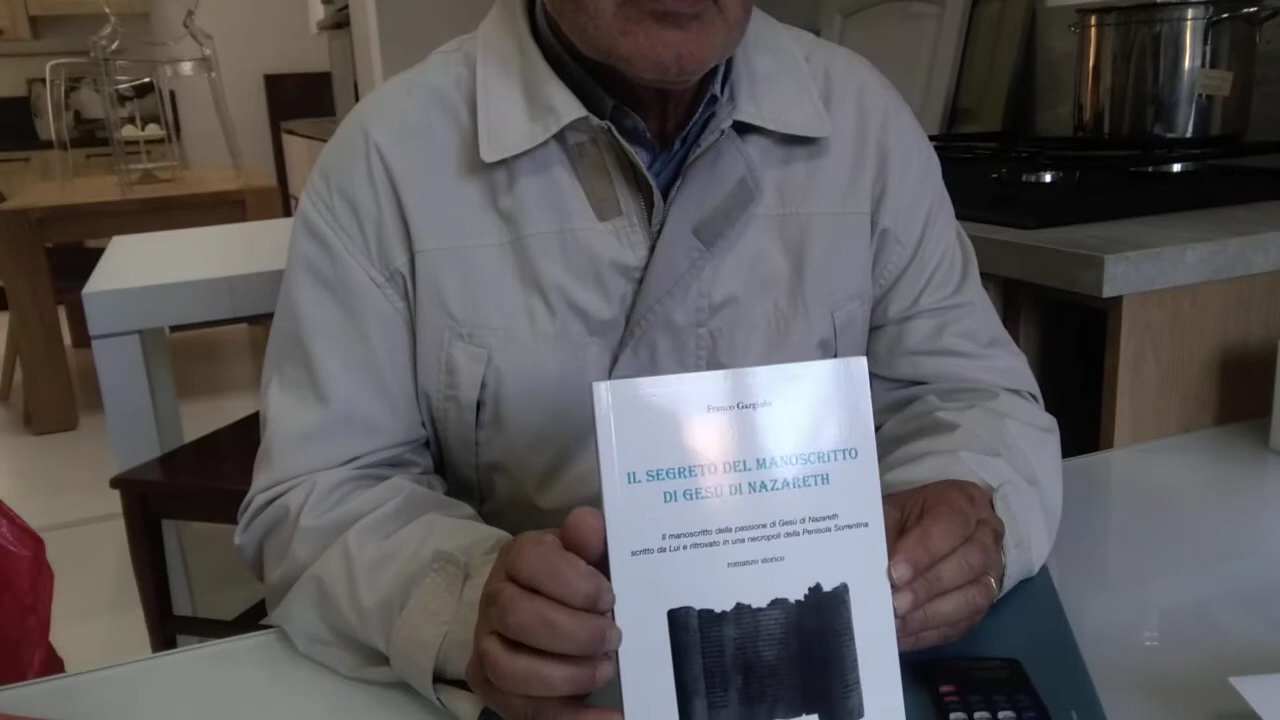 Franco Gargiulo
IL SEGRETO DEL MANOSCRITTO
DI GESÙ DI NAZARETH
Il manoscritto della passione di Gesù di Nazareth
scritto da Lui e ritrovato in una necropoli della Penisola Sorrentina
romanzo storico